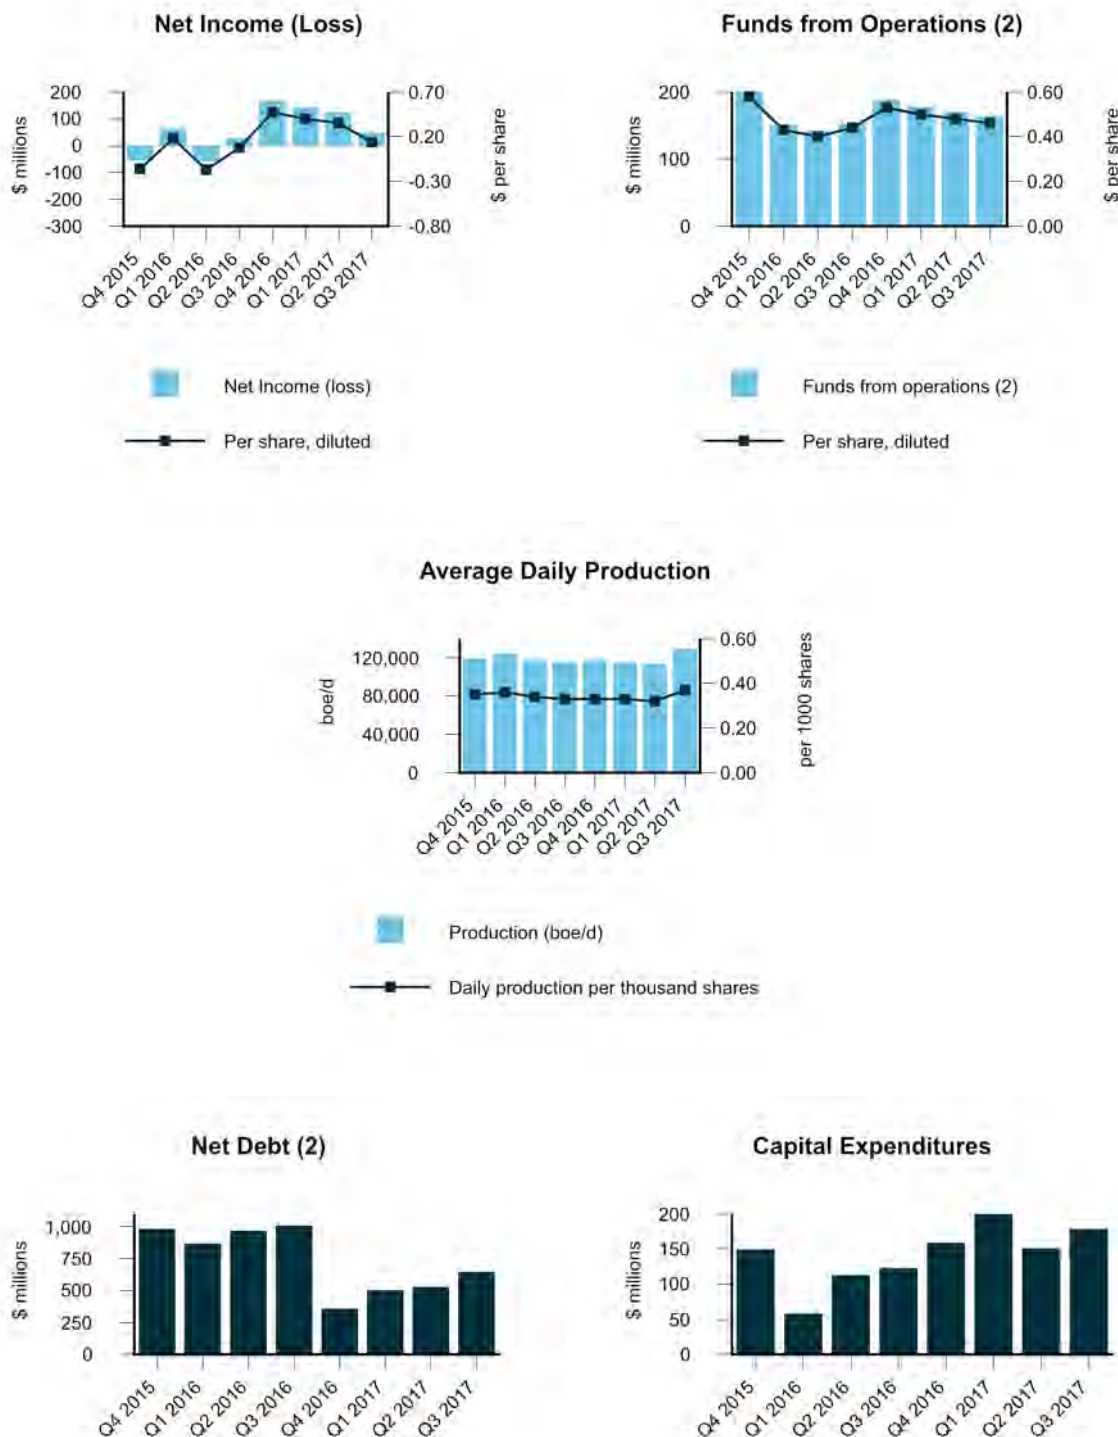 Net Income (Loss)
$ millions
200
100
0
-100
-200
-300
0.70
0.20
-0.30
-0.80
$ per share
Q4 2015
Q1 2016
Q2 2016
Q3 2016
Q4 2016
Q1 2017
Q2 2017
Q3 2017
Net Income (loss)
Per share, diluted
Funds from Operations (2)
$ millions
200
100
0
0.60
0.40
0.20
0.00
$ per share
Q4 2015
Q1 2016
Q2 2016
Q3 2016
Q4 2016
Q1 2017
Q2 2017
Q3 2017
Funds from operations (2)
Per share, diluted
Average Daily Production
boe/d
120,000
80,000
40,000
0
0.60
0.40
0.20
0.00
per 1000 shares
Q4 2015
Q1 2016
Q2 2016
Q3 2016
Q4 2016
Q1 2017
Q2 2017
Q3 2017
Production (boe/d)
Daily production per thousand shares
Net Debt (2)
$ millions
1,000
750
500
250
0
Q4 2015
Q1 2016
Q2 2016
Q3 2016
Q4 2016
Q1 2017
Q2 2017
Q3 2017
Capital Expenditures
$ millions
200
150
100
50
0
Q4 2015
Q1 2016
Q2 2016
Q3 2016
Q4 2016
Q1 2017
Q2 2017
Q3 2017